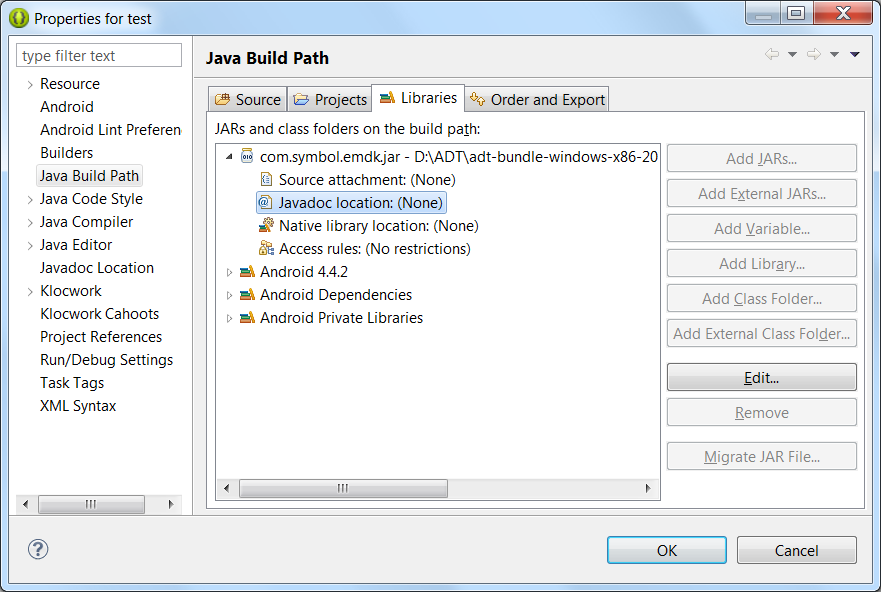 Properties for test
type filter text
Resource
Android
Android Lint Preferen
Builders
Java Build Path
Java Code Style
Java Compiler
Java Editor
Javadoc Location
Klocwork
Klocwork Cahoots
Project References
Run/Debug Settings
Task Tags
XML Syntax
Java Build Path
Source Projects Libraries Order and Export
JARs and class folders on the build path:
com.symbol.emdk.jar - D:\ADT\adt-bundle-windows-x86-20
Source attachment: (None)
Javadoc location: (None)
Native library location: (None)
Access rules: (No restrictions)
Android 4.4.2
Android Dependencies
Android Private Libraries
Add JARs...
Add External JARs...
Add Variable...
Add Library...
Add Class Folder...
Add External Class Folder...
Edit...
Remove
Migrate JAR File...
OK Cancel